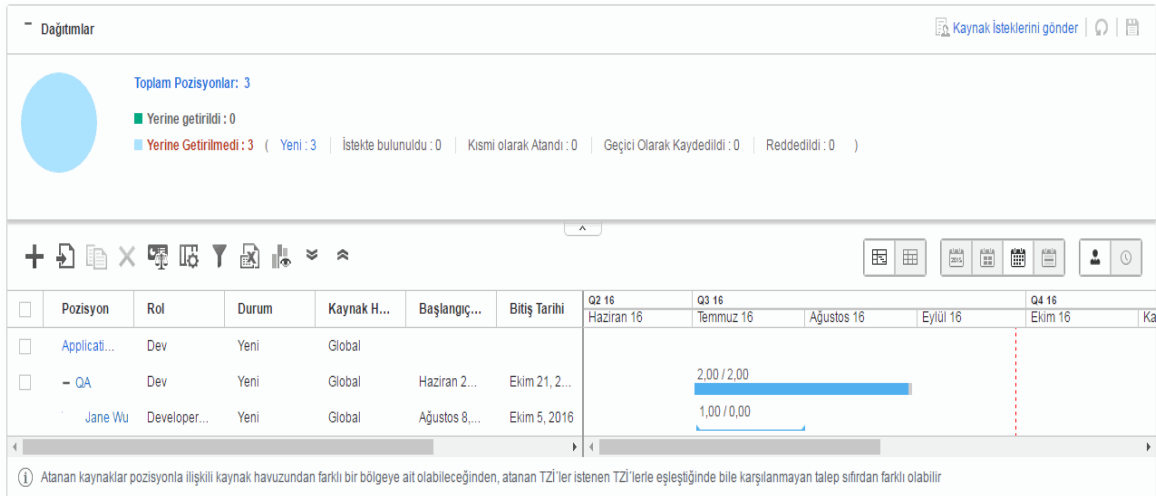 Dağıtımlar
Kaynak İsteklerini gönder
Toplam Pozisyonlar: 3
Yerine getirildi : 0
Yerine Getirilmedi : 3 ( Yeni : 3 İstekte bulunuldu : 0 Kısmi olarak Atandı : 0 Geçici Olarak Kaydedildi : 0 Reddedildi : 0 )
Q2 16 Q3 16 Q4 16
Pozisyon Rol Durum Kaynak H... Başlangıç... Bitiş Tarihi Haziran 16 Temmuz 16 Ağustos 16 Eylül 16 Ekim 16 Ka
Applicati... Dev Yeni Global
QA Dev Yeni Global Haziran 2... Ekim 21, 2... 2,00 / 2,00
Jane Wu Developer... Yeni Global Ağustos 8,... Ekim 5, 2016 1,00 / 0,00
Atanan kaynaklar pozisyonla ilişkili kaynak havuzundan farklı bir bölgeye ait olabileceğinden, atanan TZİ'ler istenen TZİ'lerle eşleştiğinde bile karşılanmayan talep sıfırdan farklı olabilir